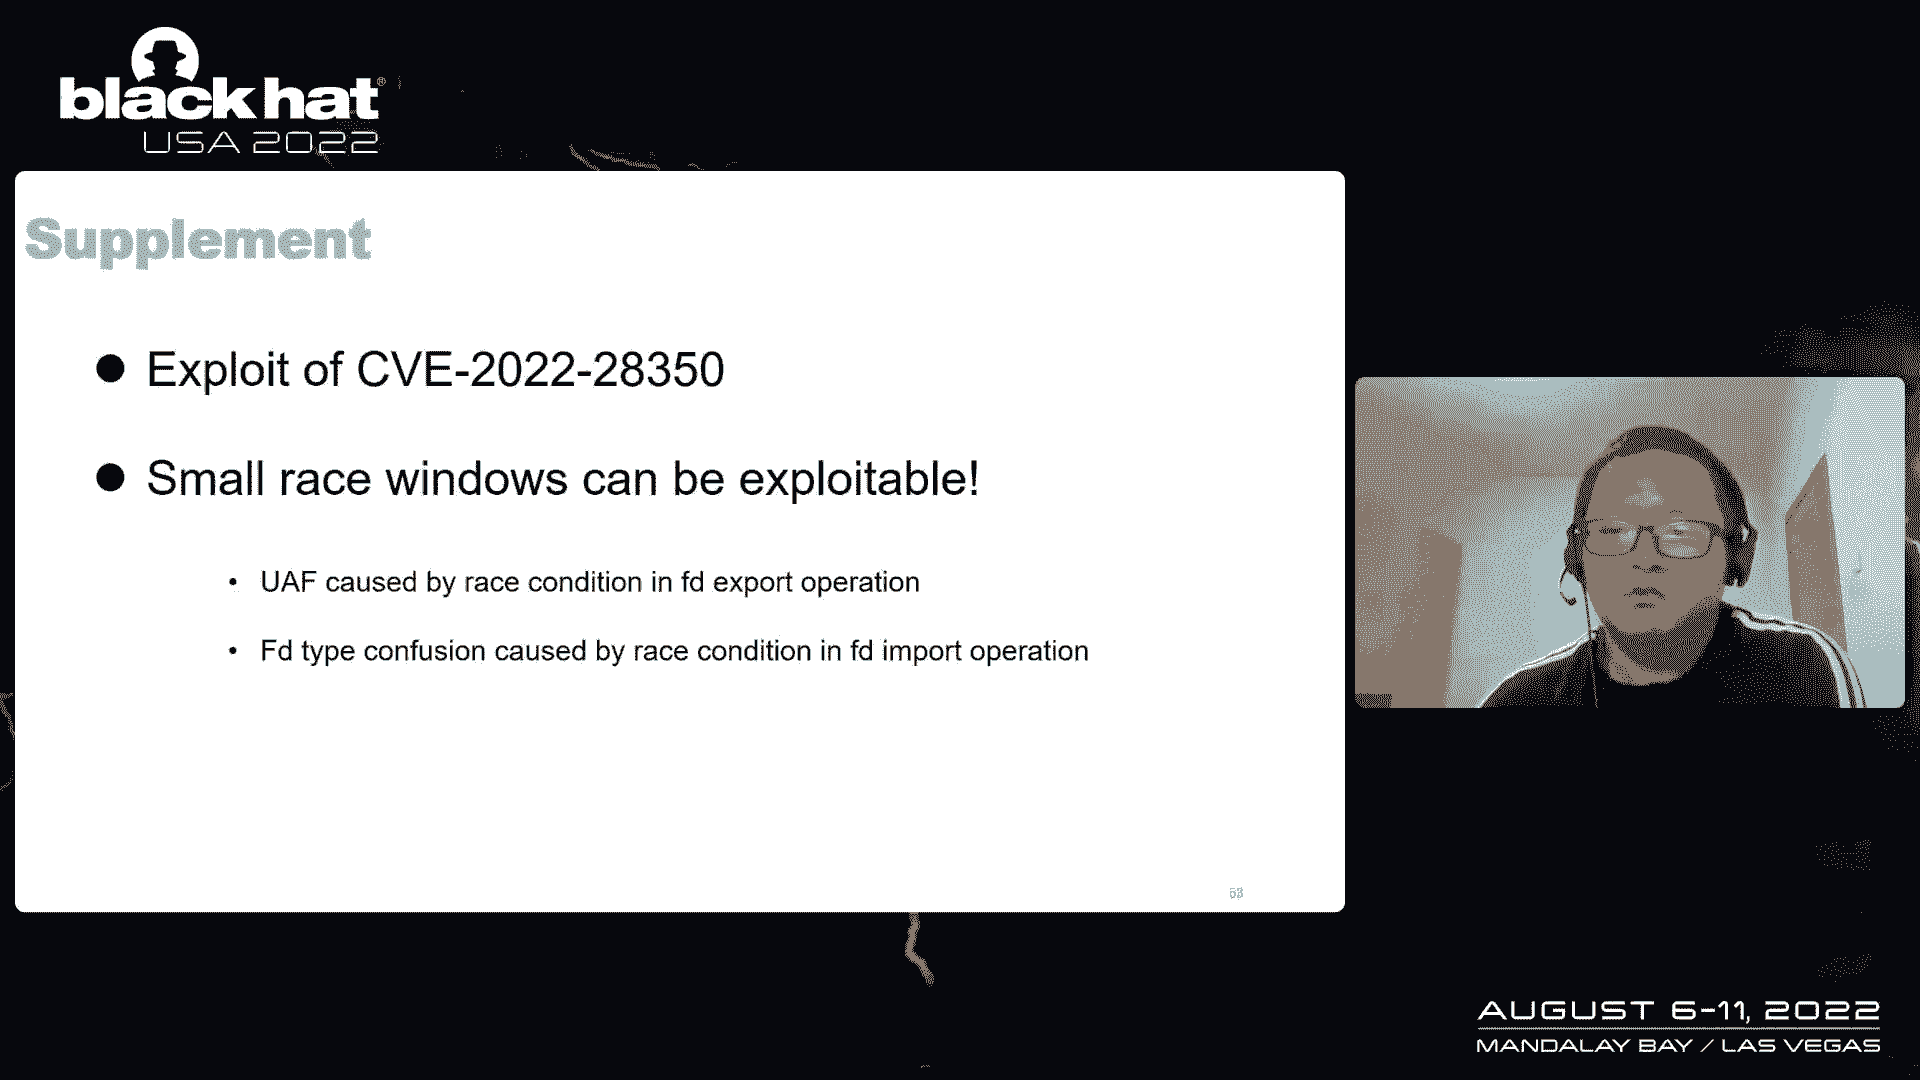 black hat®
USA 2022
Supplement
● Exploit of CVE-2022-28350
● Small race windows can be exploitable!
• UAF caused by race condition in fd export operation
• Fd type confusion caused by race condition in fd import operation
AUGUST 6-11, 2022
MANDALAY BAY / LAS VEGAS